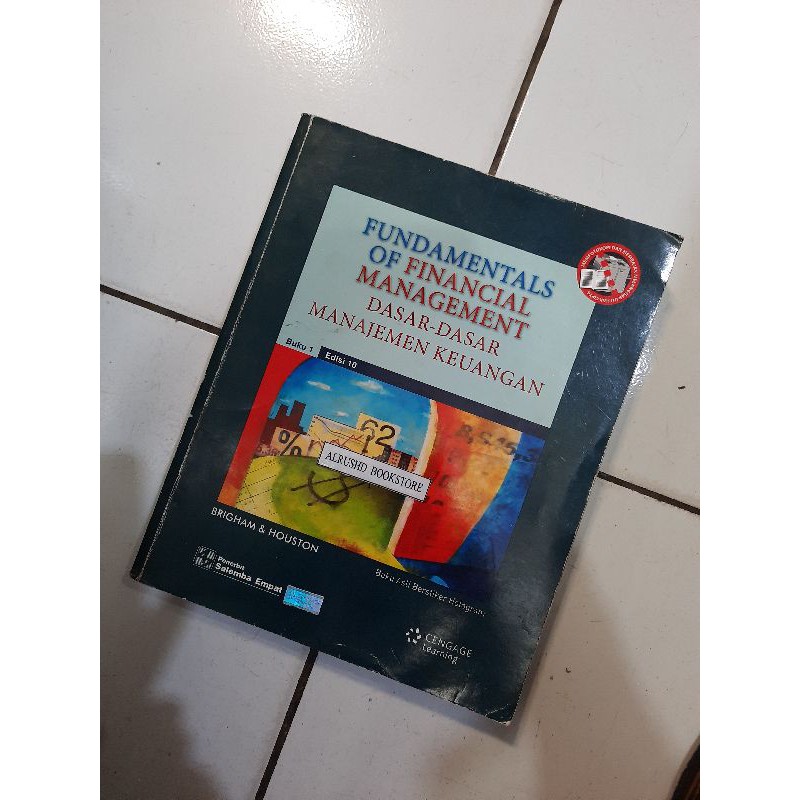 FUNDAMENTALS
OF FINANCIAL
MANAGEMENT
DASAR-DASAR
MANAJEMEN KEUANGAN
Buku 1
Edisi 10
62
%
ALRUSHD BOOKSTORE
BRIGHAM & HOUSTON
Penerbit
Salemba Empat
Buku Asli Berstiker Hologram
CENGAGE
Learning